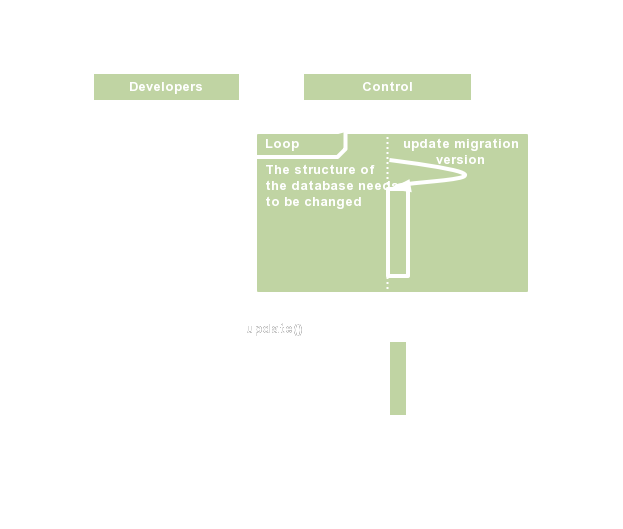 Developers
Control
Loop
update migration
version
The structure of
the database needs
to be changed
update()